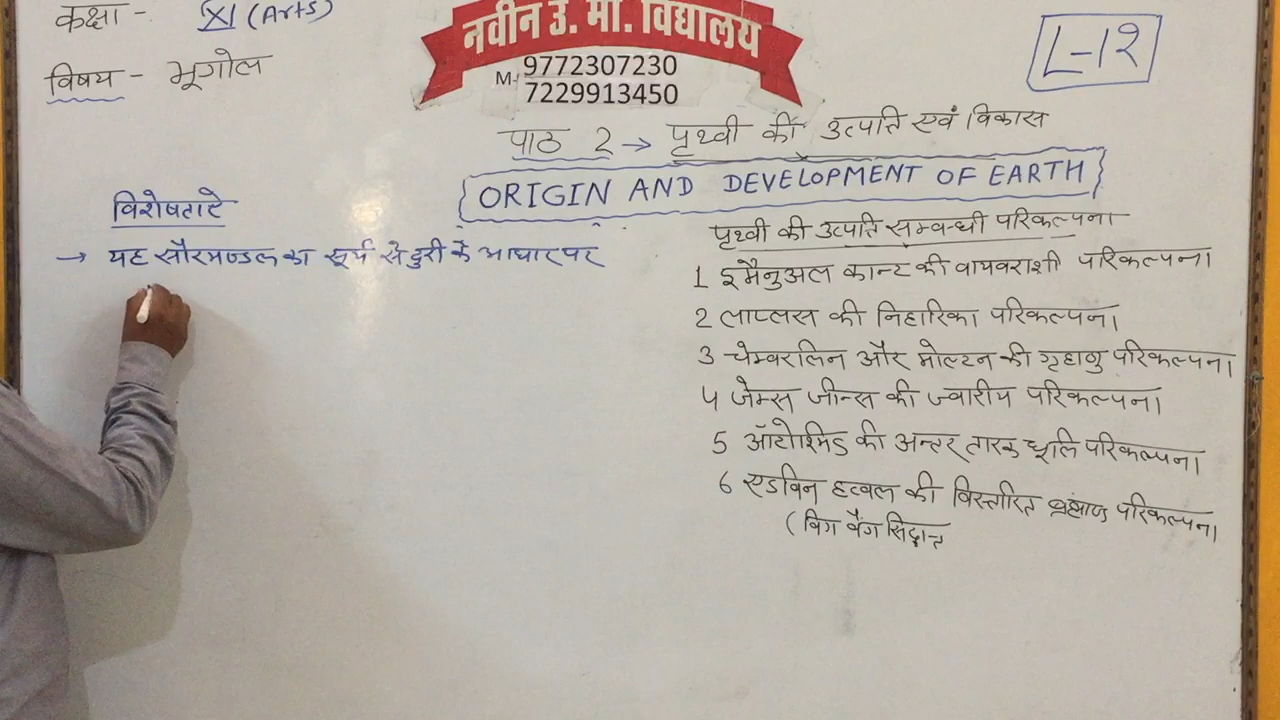 कक्षा - XI (Arts)
नवीन उ. मा. विद्यालय
L-12
विषय - भूगोल
M- 9772307230
7229913450
पाठ 2 → पृथ्वी की उत्पति एवं विकास
ORIGIN AND DEVELOPMENT OF EARTH
विशेषताटे
→ यह सौरमण्डल का सूर्य से दुरी के आधार पर
पृथ्वी की उत्पति सम्बन्धी परिकल्पना
1 इमैनुअल कान्ट की वायवराशी परिकल्पना
2 लाप्लस की निहारिका परिकल्पना
3 चेम्बरलिन और मोल्टन की गृहाणु परिकल्पना
4 जेम्स जीन्स की ज्वारीय परिकल्पना
5 ऑटोश्मिड की अन्तर तारक धूलि परिकल्पना
6 एडविन हब्बल की विस्तारित ब्रह्माण्ड परिकल्पना
(बिग बैंग सिद्धान्त